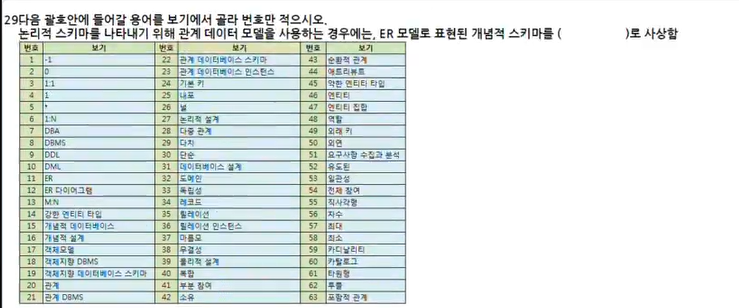 29다음 괄호안에 들어갈 용어를 보기에서 골라 번호만 적으시오.
논리적 스키마를 나타내기 위해 관계 데이터 모델을 사용하는 경우에는, ER 모델로 표현된 개념적 스키마를 ( )로 사상함
번호 보기 번호 보기 번호 보기
1 -1 22 관계 데이터베이스 스키마 43 순환적 관계
2 0 23 관계 데이터베이스 인스턴스 44 애트리뷰트
3 1:1 24 기본 키 45 약한 엔티티 타입
4 1 25 내포 46 엔티티
5 * 26 널 47 엔티티 집합
6 1:N 27 논리적 설계 48 역할
7 DBA 28 다중 관계 49 외래 키
8 DBMS 29 다치 50 외연
9 DDL 30 단순 51 요구사항 수집과 분석
10 DML 31 데이터베이스 설계 52 유도된
11 ER 32 도메인 53 일관성
12 ER 다이어그램 33 독립성 54 전체 참여
13 M:N 34 레코드 55 직사각형
14 강한 엔티티 타입 35 릴레이션 56 차수
15 개념적 데이터베이스 36 릴레이션 인스턴스 57 최대
16 개념적 설계 37 마름모 58 최소
17 객체모델 38 무결성 59 카디날리티
18 객체지향 DBMS 39 물리적 설계 60 카탈로그
19 객체지향 데이터베이스 스키마 40 복합 61 타원형
20 관계 41 부분 참여 62 투플
21 관계 DBMS 42 소유 63 포함적 관계